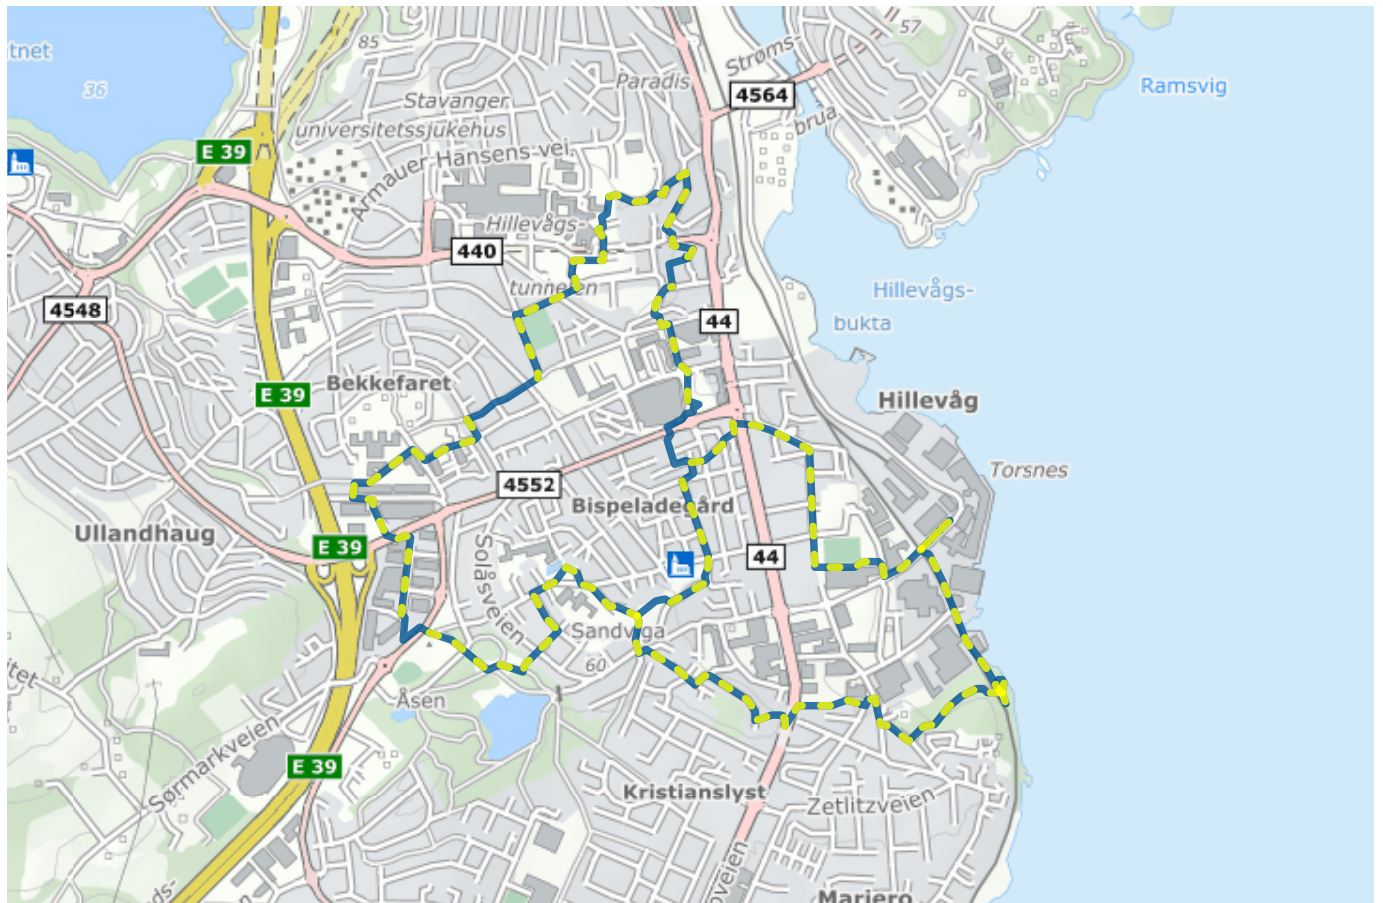 57
85
Strøms-
tnet
Paradis
Ramsvig
36
4564
Stavanger
brua
universitetssjukehus
E 39
Armauer Hansens vei
Hillevågs-
440
tunnelen
Hillevågs-
4548
44
bukta
Bekkefaret
E 39
Hillevåg
Torsnes
4552
Bispeladegård
Ullandhaug
E 39
44
Solåsveien
Sandvigå
60
itet
Åsen
Sørmarkveien
E 39
Kristianslyst
Zetlitzveien
Mariero